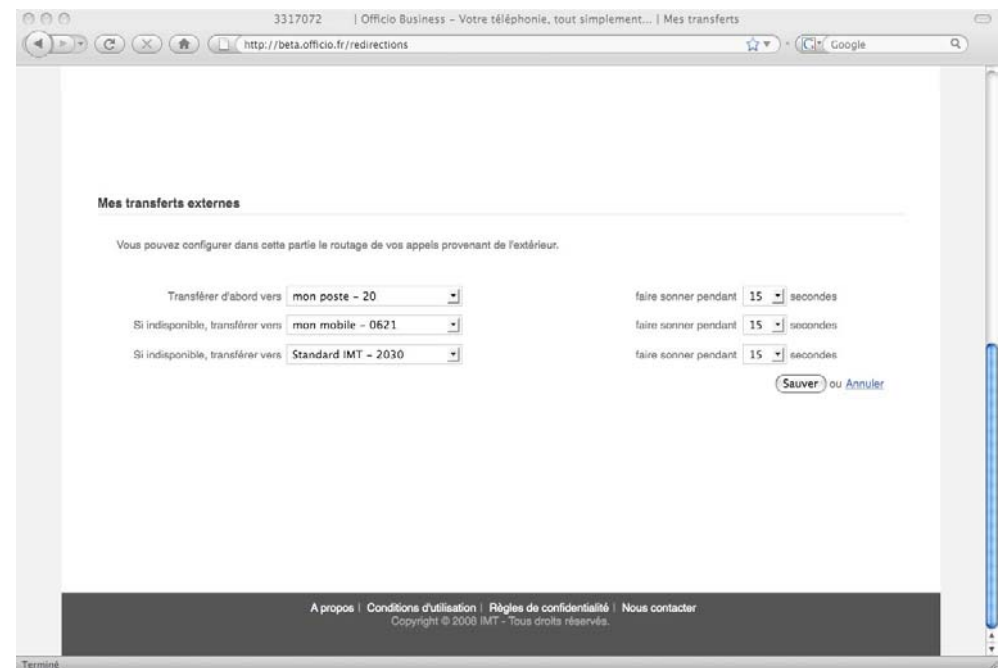 3317072 | Officio Business – Votre téléphonie, tout simplement... | Mes transferts
http://beta.officio.fr/redirections
Google
Mes transferts externes
Vous pouvez configurer dans cette partie le routage de vos appels provenant de l'extérieur.
Transférer d'abord vers mon poste – 20 faire sonner pendant 15 secondes
Si indisponible, transférer vers mon mobile – 0621 faire sonner pendant 15 secondes
Si indisponible, transférer vers Standard IMT – 2030 faire sonner pendant 15 secondes
Sauver ou Annuler
A propos | Conditions d'utilisation | Règles de confidentialité | Nous contacter
Copyright © 2008 IMT - Tous droits réservés.
Terminé